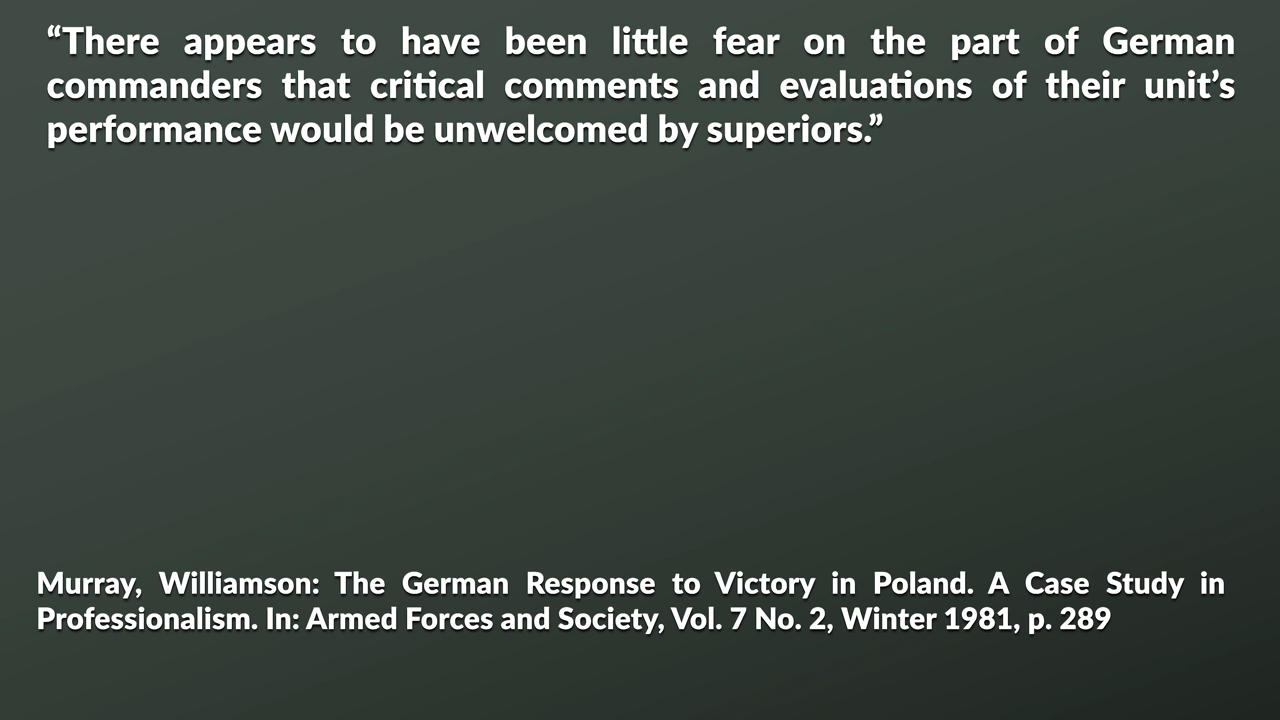 “There appears to have been little fear on the part of German
commanders that critical comments and evaluations of their unit’s
performance would be unwelcomed by superiors.”
Murray, Williamson: The German Response to Victory in Poland. A Case Study in
Professionalism. In: Armed Forces and Society, Vol. 7 No. 2, Winter 1981, p. 289